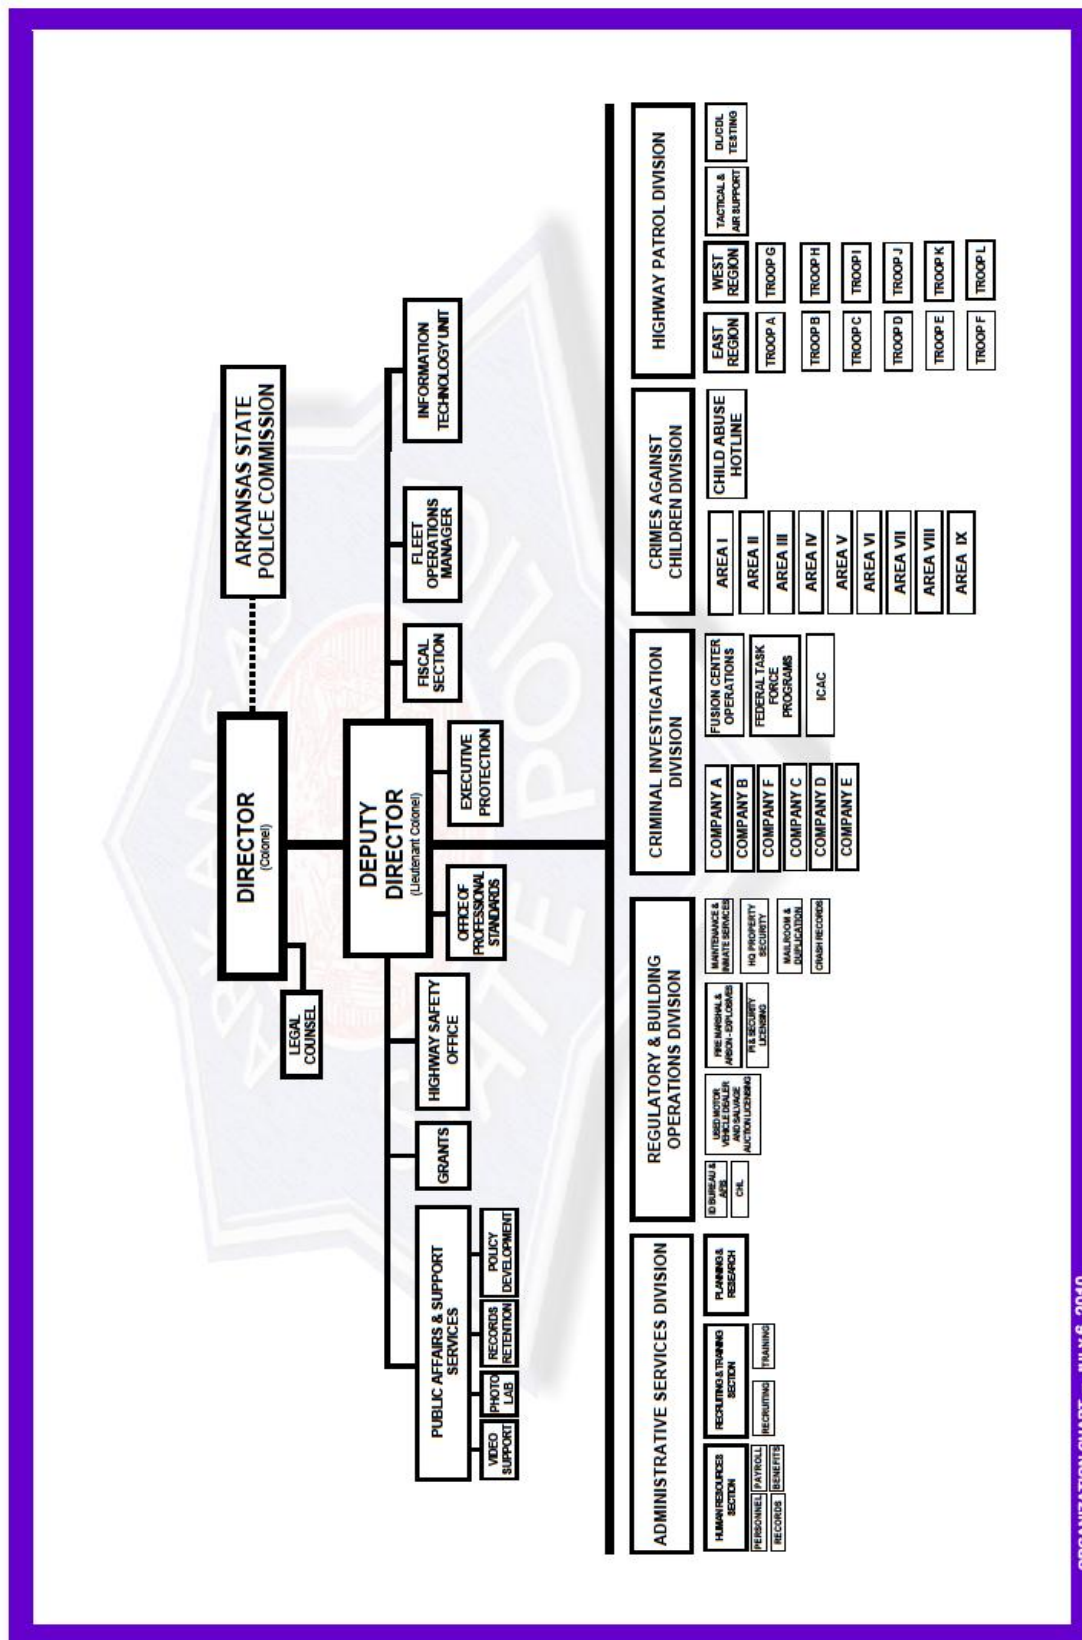 ARKANSAS STATE
POLICE COMMISSION
DIRECTOR
(Colonel)
LEGAL
COUNSEL
DEPUTY
DIRECTOR
(Lieutenant Colonel)
PUBLIC AFFAIRS & SUPPORT
SERVICES
VIDEO
SUPPORT
PHOTO
LAB
RECORDS
RETENTION
POLICY
DEVELOPMENT
GRANTS
HIGHWAY SAFETY
OFFICE
OFFICE OF
PROFESSIONAL
STANDARDS
EXECUTIVE
PROTECTION
FISCAL
SECTION
FLEET
OPERATIONS
MANAGER
INFORMATION
TECHNOLOGY UNIT
ADMINISTRATIVE SERVICES DIVISION
HUMAN RESOURCES
SECTION
PERSONNEL
PAYROLL
RECORDS
BENEFITS
RECRUITING & TRAINING
SECTION
RECRUITING
TRAINING
PLANNING &
RESEARCH
REGULATORY & BUILDING
OPERATIONS DIVISION
ID BUREAU &
AFIS
CHL
USED MOTOR
VEHICLE DEALER
AND SALVAGE
AUCTION LICENSING
FIRE MARSHAL &
ARSON - EXPLOSIVES
PI & SECURITY
LICENSING
MAINTENANCE &
INMATE SERVICES
HQ PROPERTY
SECURITY
MAILROOM &
DUPLICATION
CRASH RECORDS
CRIMINAL INVESTIGATION
DIVISION
COMPANY A
COMPANY B
COMPANY F
COMPANY C
COMPANY D
COMPANY E
FUSION CENTER
OPERATIONS
FEDERAL TASK
FORCE
PROGRAMS
ICAC
CRIMES AGAINST
CHILDREN DIVISION
AREA I
AREA II
AREA III
AREA IV
AREA V
AREA VI
AREA VII
AREA VIII
AREA IX
CHILD ABUSE
HOTLINE
HIGHWAY PATROL DIVISION
EAST
REGION
TROOP A
TROOP B
TROOP C
TROOP D
TROOP E
TROOP F
WEST
REGION
TROOP G
TROOP H
TROOP I
TROOP J
TROOP K
TROOP L
TACTICAL &
AIR SUPPORT
DL/CDL
TESTING